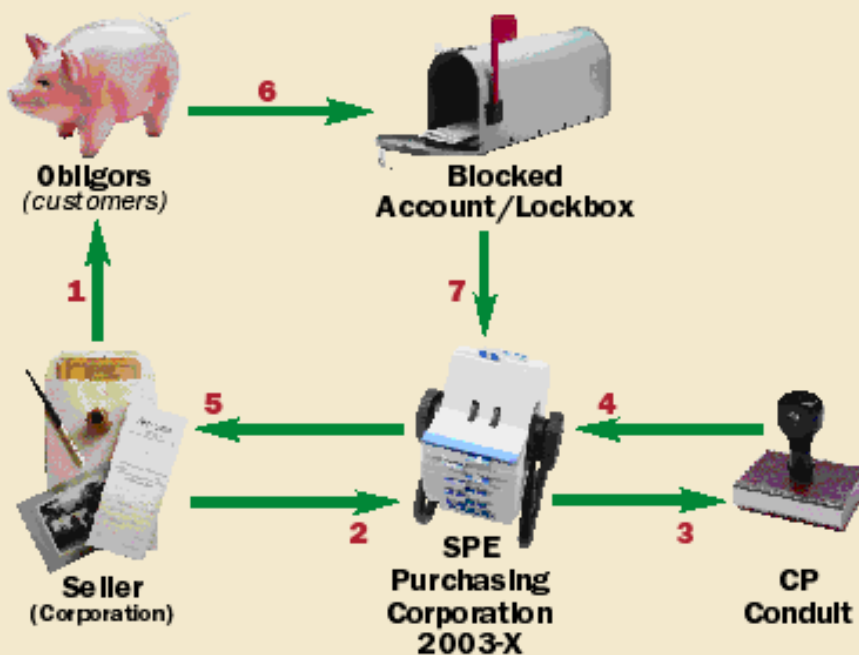 6
Obligors
(customers)
Blocked
Account/Lockbox
1
7
5
4
2
3
Seller
(Corporation)
SPE
Purchasing
Corporation
2003-X
CP
Conduit